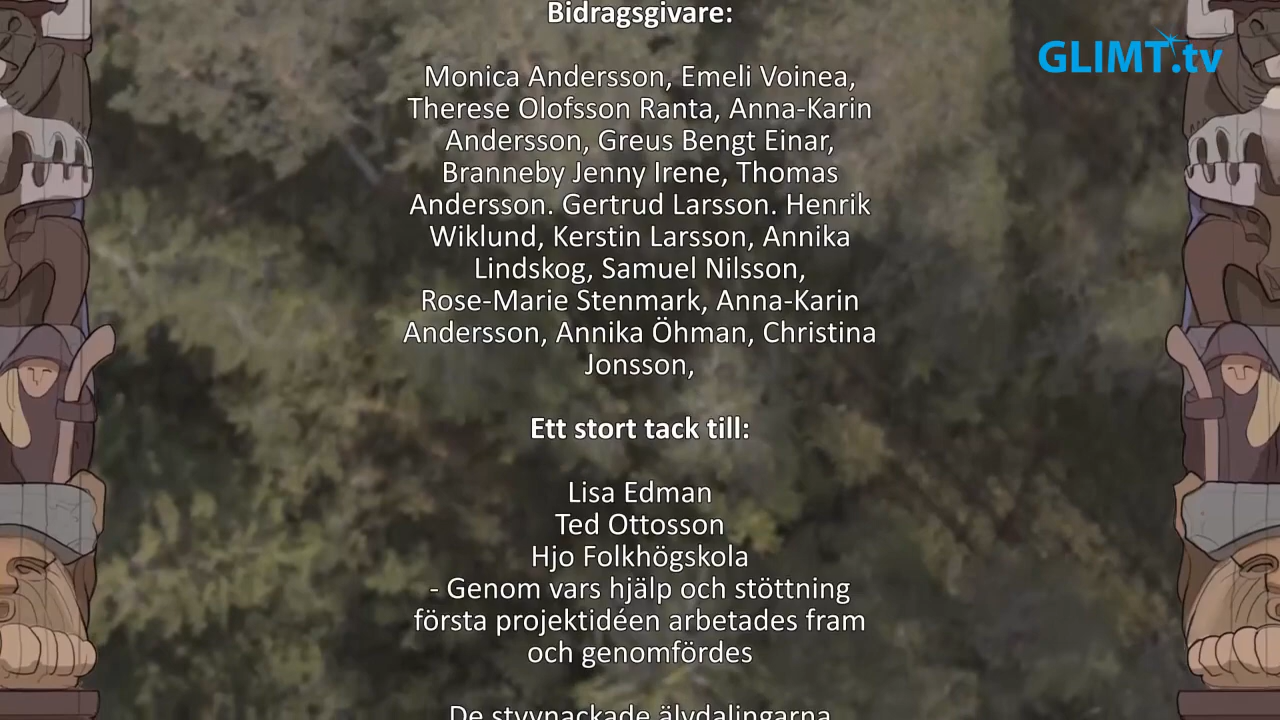 Bidragsgivare:
GLIMT.tv
Monica Andersson, Emeli Voinea,
Therese Olofsson Ranta, Anna-Karin
Andersson, Greus Bengt Einar,
Branneby Jenny Irene, Thomas
Andersson. Gertrud Larsson. Henrik
Wiklund, Kerstin Larsson, Annika
Lindskog, Samuel Nilsson,
Rose-Marie Stenmark, Anna-Karin
Andersson, Annika Öhman, Christina
Jonsson,
Ett stort tack till:
Lisa Edman
Ted Ottosson
Hjo Folkhögskola
- Genom vars hjälp och stöttning
första projektidéen arbetades fram
och genomfördes
De styvnackade älvdalingarna